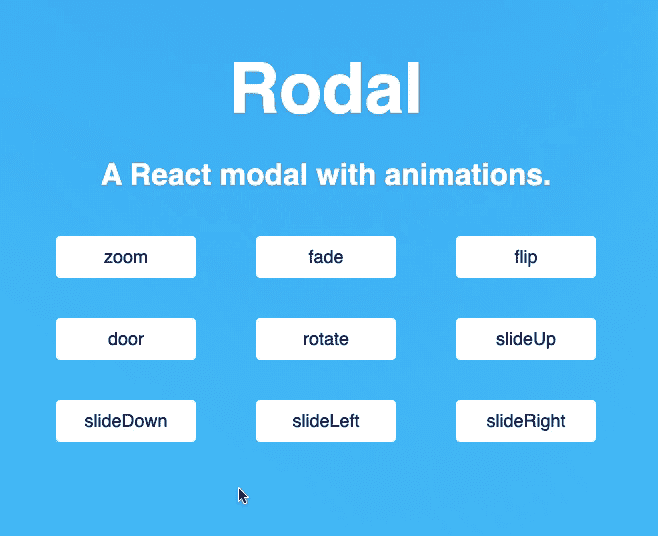 Rodal
A React modal with animations.
zoom fade flip
door rotate slideUp
slideDown slideLeft slideRight